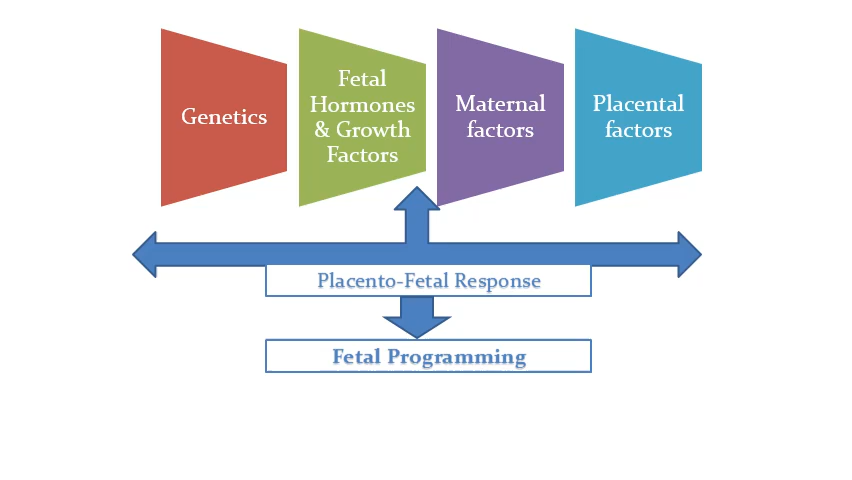 Genetics
Fetal
Hormones
& Growth
Factors
Maternal
factors
Placental
factors
Placento-Fetal Response
Fetal Programming